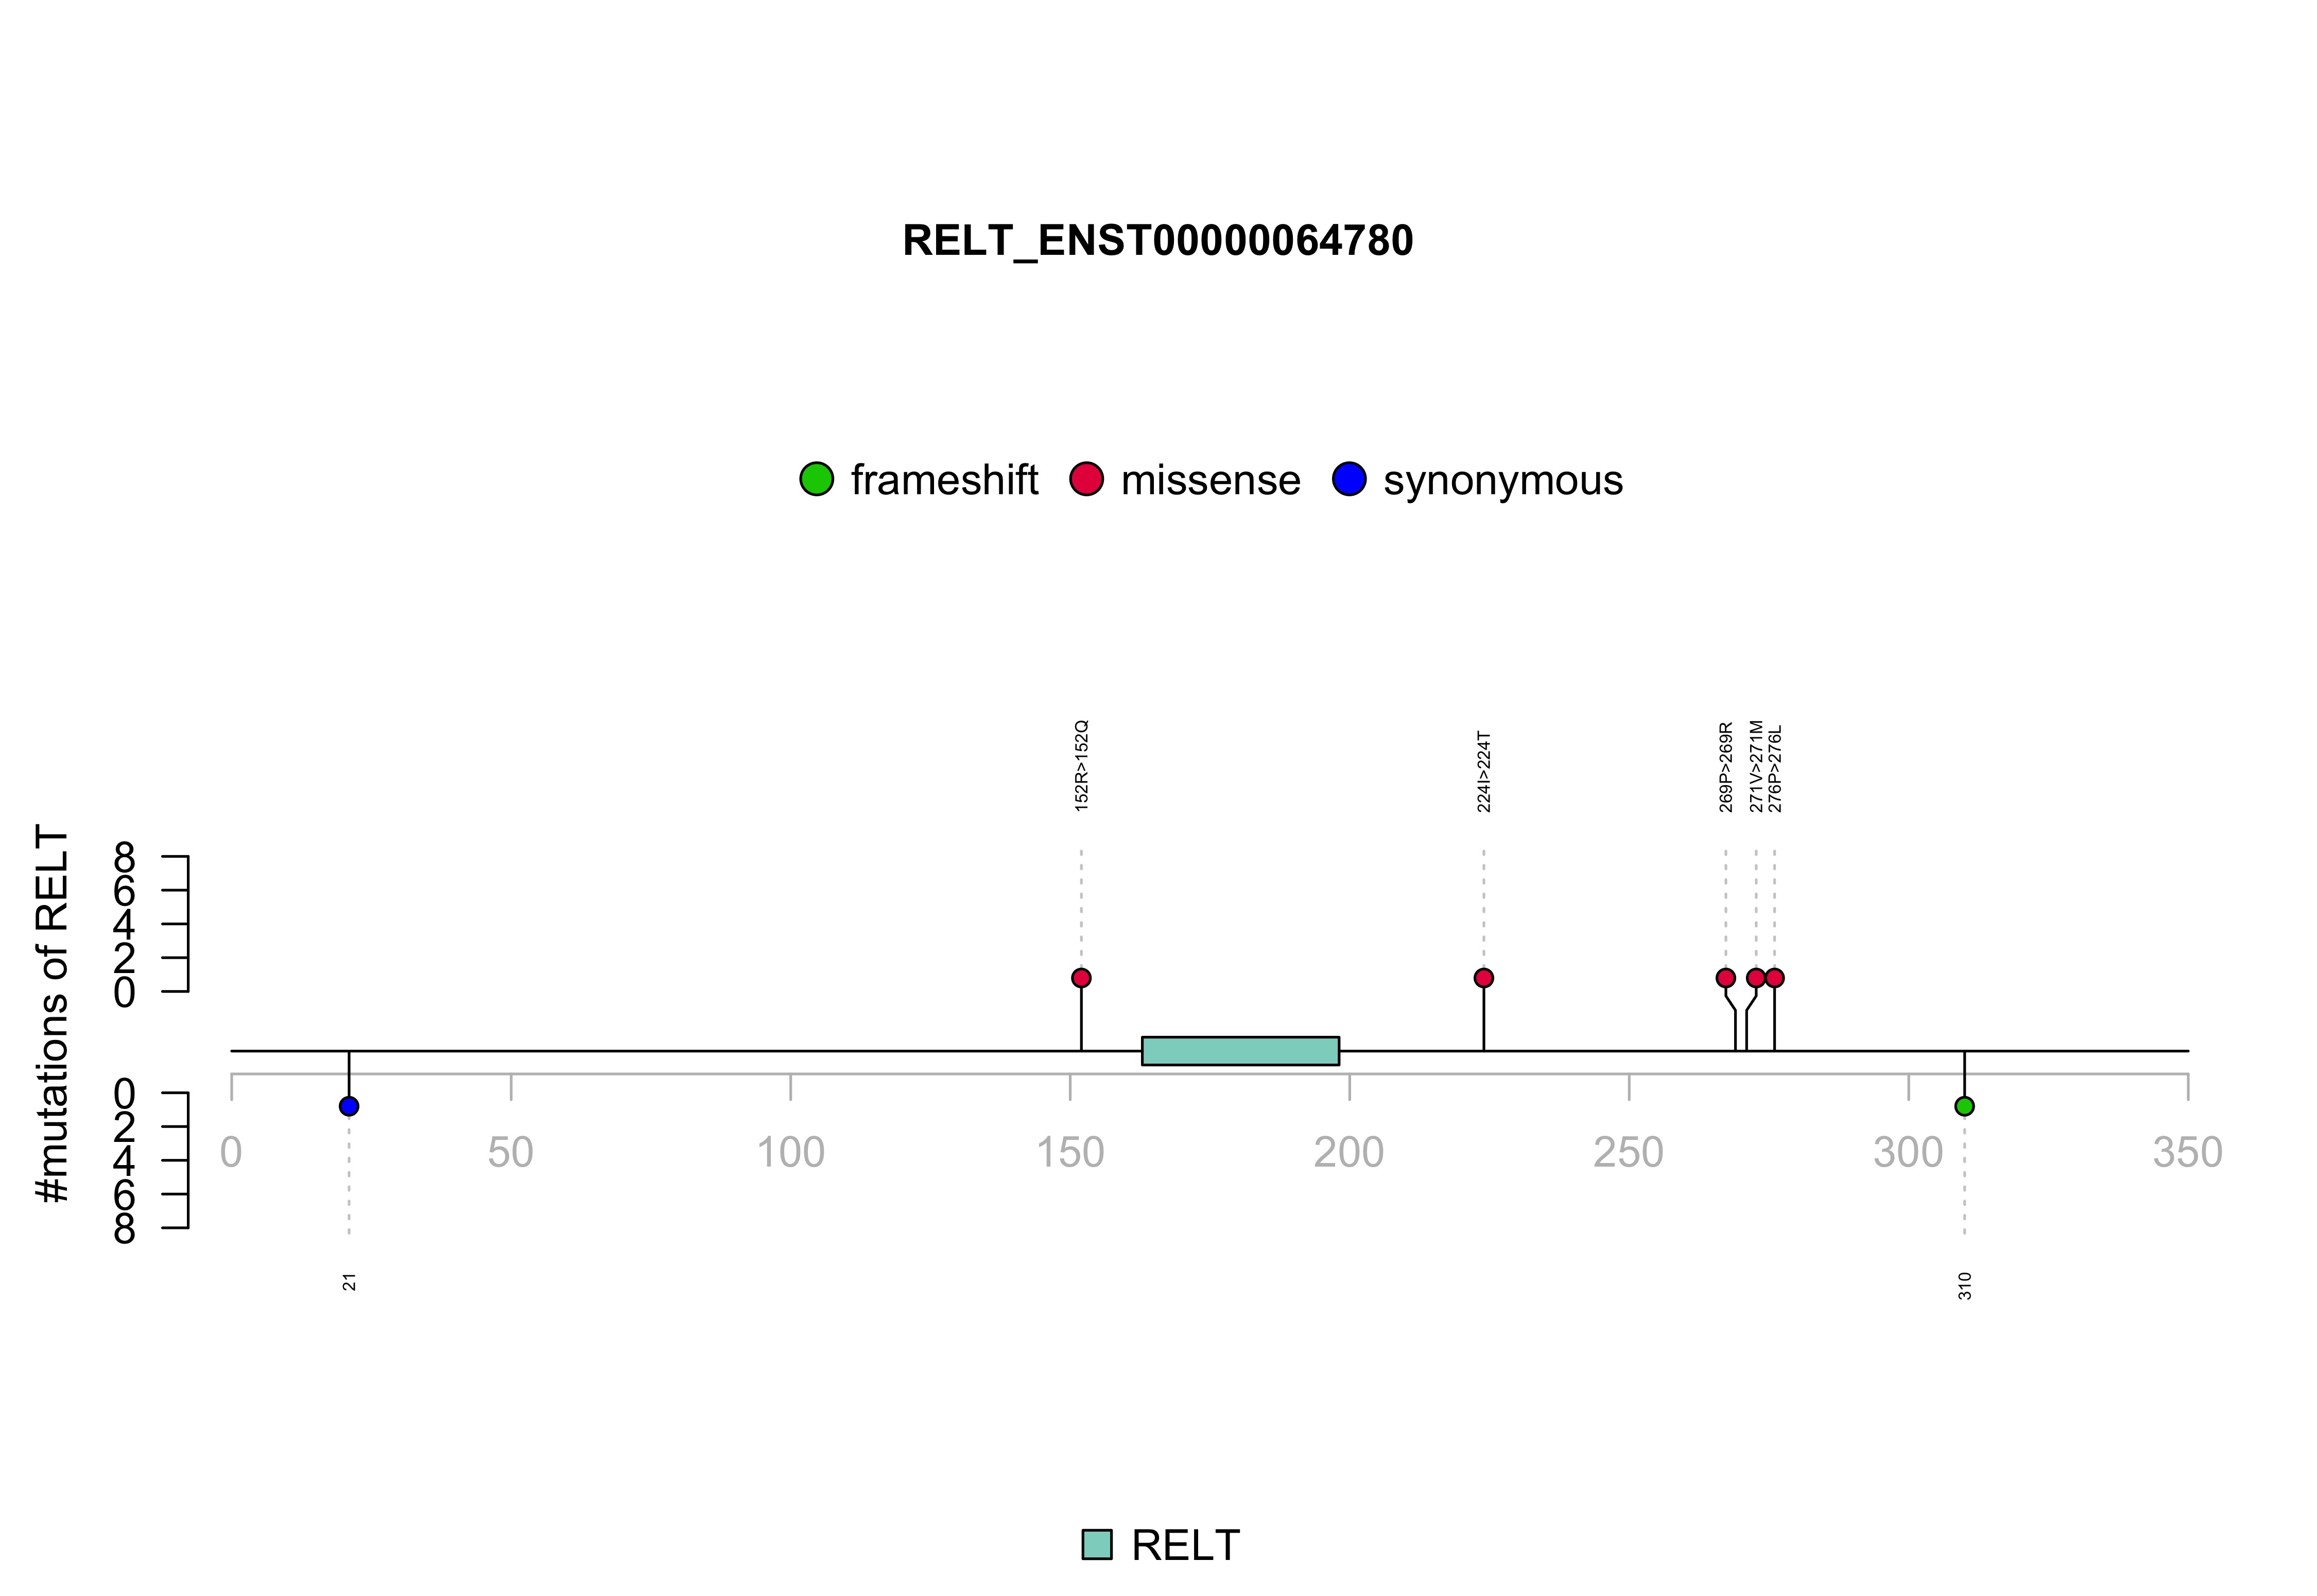 RELT_ENST00000064780
frameshift missense synonymous
152R>152Q
224I>224T
269P>269R
271V>271M
276P>276L
#mutations of RELT
8
6
4
2
0
0
2
4
6
8
0 50 100 150 200 250 300 350
21
310
RELT